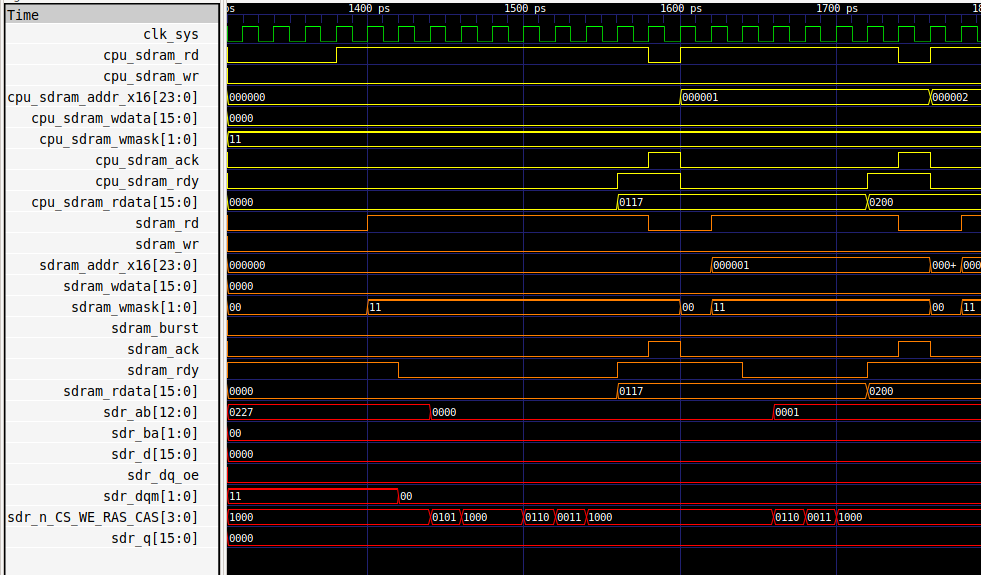 Time
ps 1400 ps 1500 ps 1600 ps 1700 ps 18
clk_sys
cpu_sdram_rd
cpu_sdram_wr
cpu_sdram_addr_x16[23:0] 000000 000001 000002
cpu_sdram_wdata[15:0] 0000
cpu_sdram_wmask[1:0] 11
cpu_sdram_ack
cpu_sdram_rdy
cpu_sdram_rdata[15:0] 0000 0117 0200
sdram_rd
sdram_wr
sdram_addr_x16[23:0] 000000 000001 000+ 000
sdram_wdata[15:0] 0000
sdram_wmask[1:0] 00 11 00 11 00 11
sdram_burst
sdram_ack
sdram_rdy
sdram_rdata[15:0] 0000 0117 0200
sdr_ab[12:0] 0227 0000 0001
sdr_ba[1:0] 00
sdr_d[15:0] 0000
sdr_dq_oe
sdr_dqm[1:0] 11 00
sdr_n_CS_WE_RAS_CAS[3:0] 1000 0101 1000 0110 0011 1000 0110 0011 1000
sdr_q[15:0] 0000